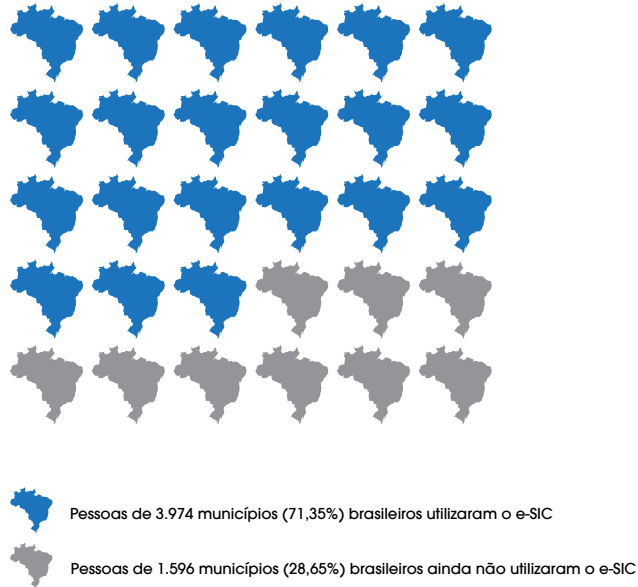 Pessoas de 3.974 municípios (71,35%) brasileiros utilizaram o e-SIC
Pessoas de 1.596 municípios (28,65%) brasileiros ainda não utilizaram o e-SIC